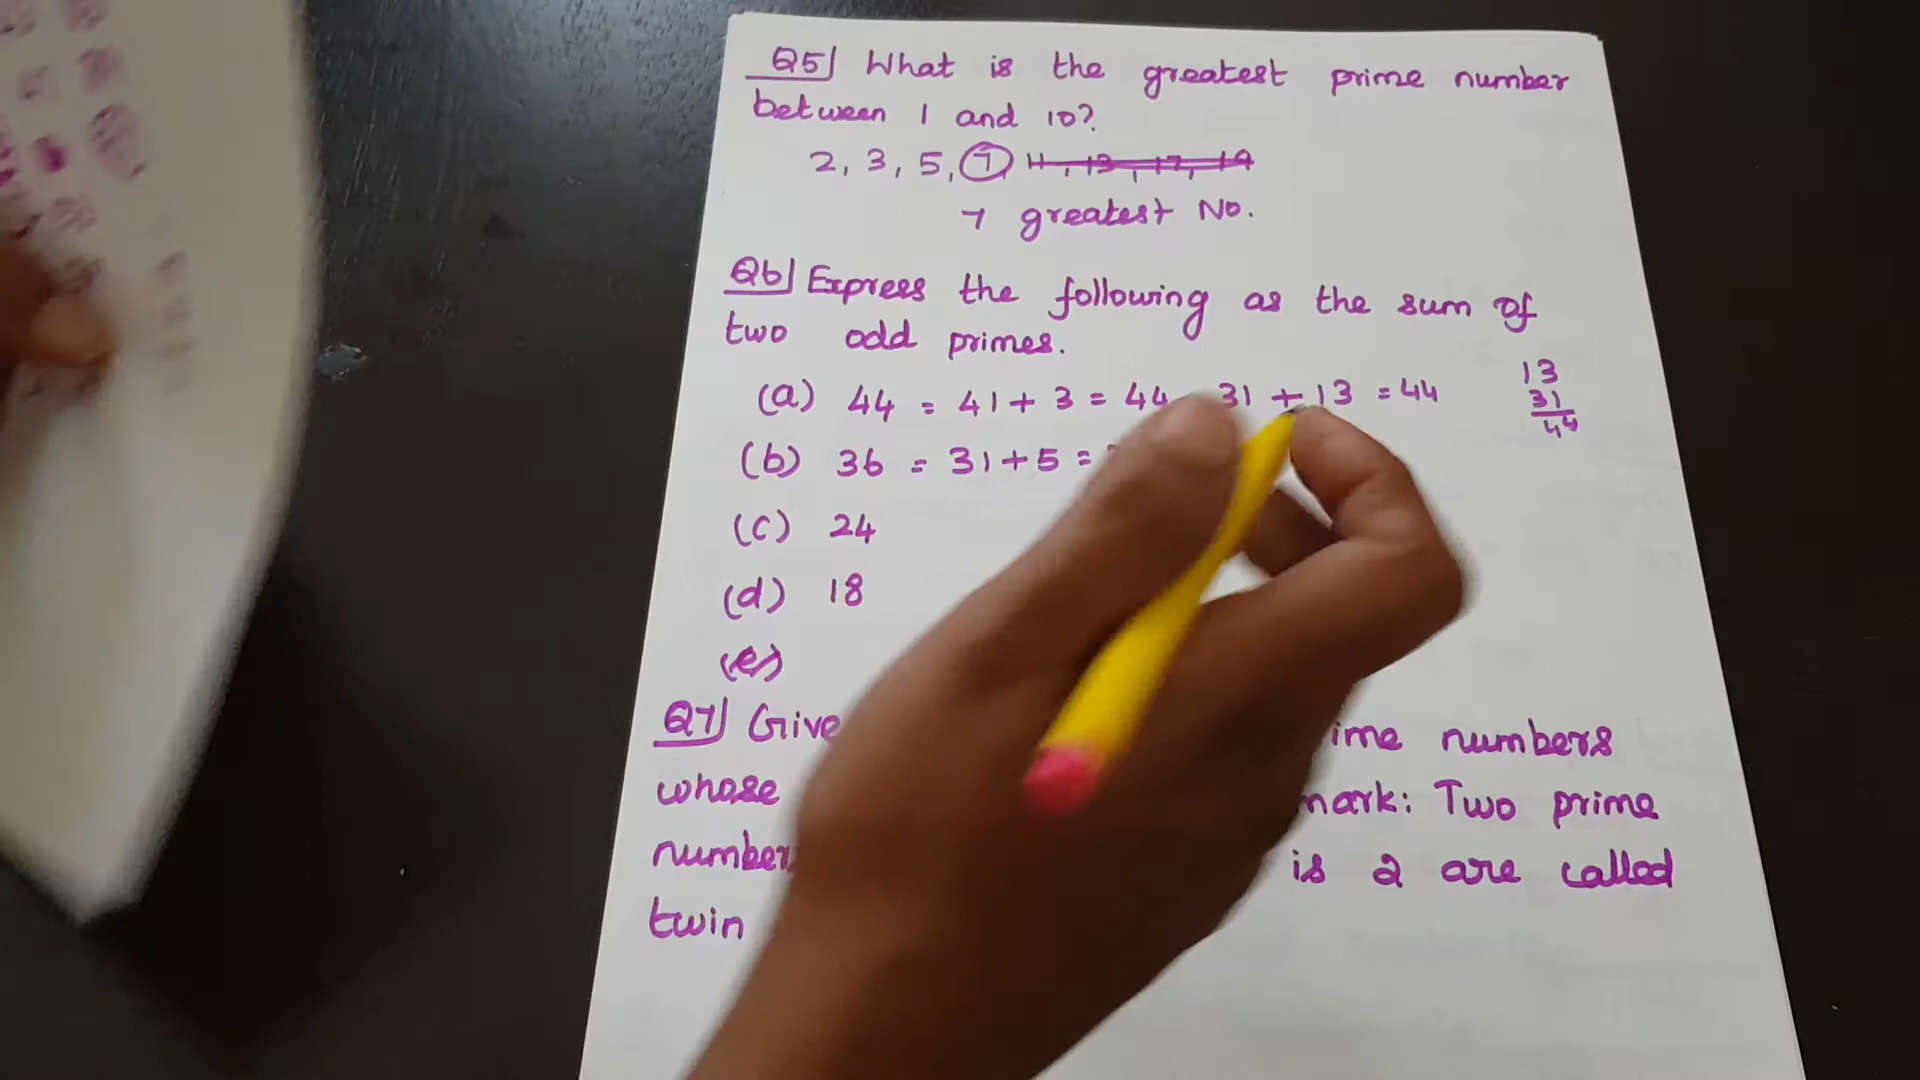 Q5 What is the greatest prime number
between 1 and 10?
2, 3, 5, 7, 11, 13, 17, 19
7 greatest No.
Q6 Express the following as the sum of
two odd primes.
(a) 44 = 41 + 3 = 44 31 + 13 = 44
13
31
44
(b) 36 = 31 + 5 =
(c) 24
(d) 18
(e)
Q7 Give numbers
whose Two prime
is 2 are called
twin